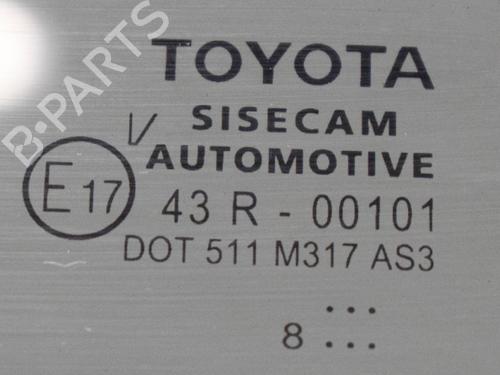 TOYOTA
SISECAM
AUTOMOTIVE
E17 43 R - 00101
DOT 511 M317 AS3
...
8 ...
B-PARTS